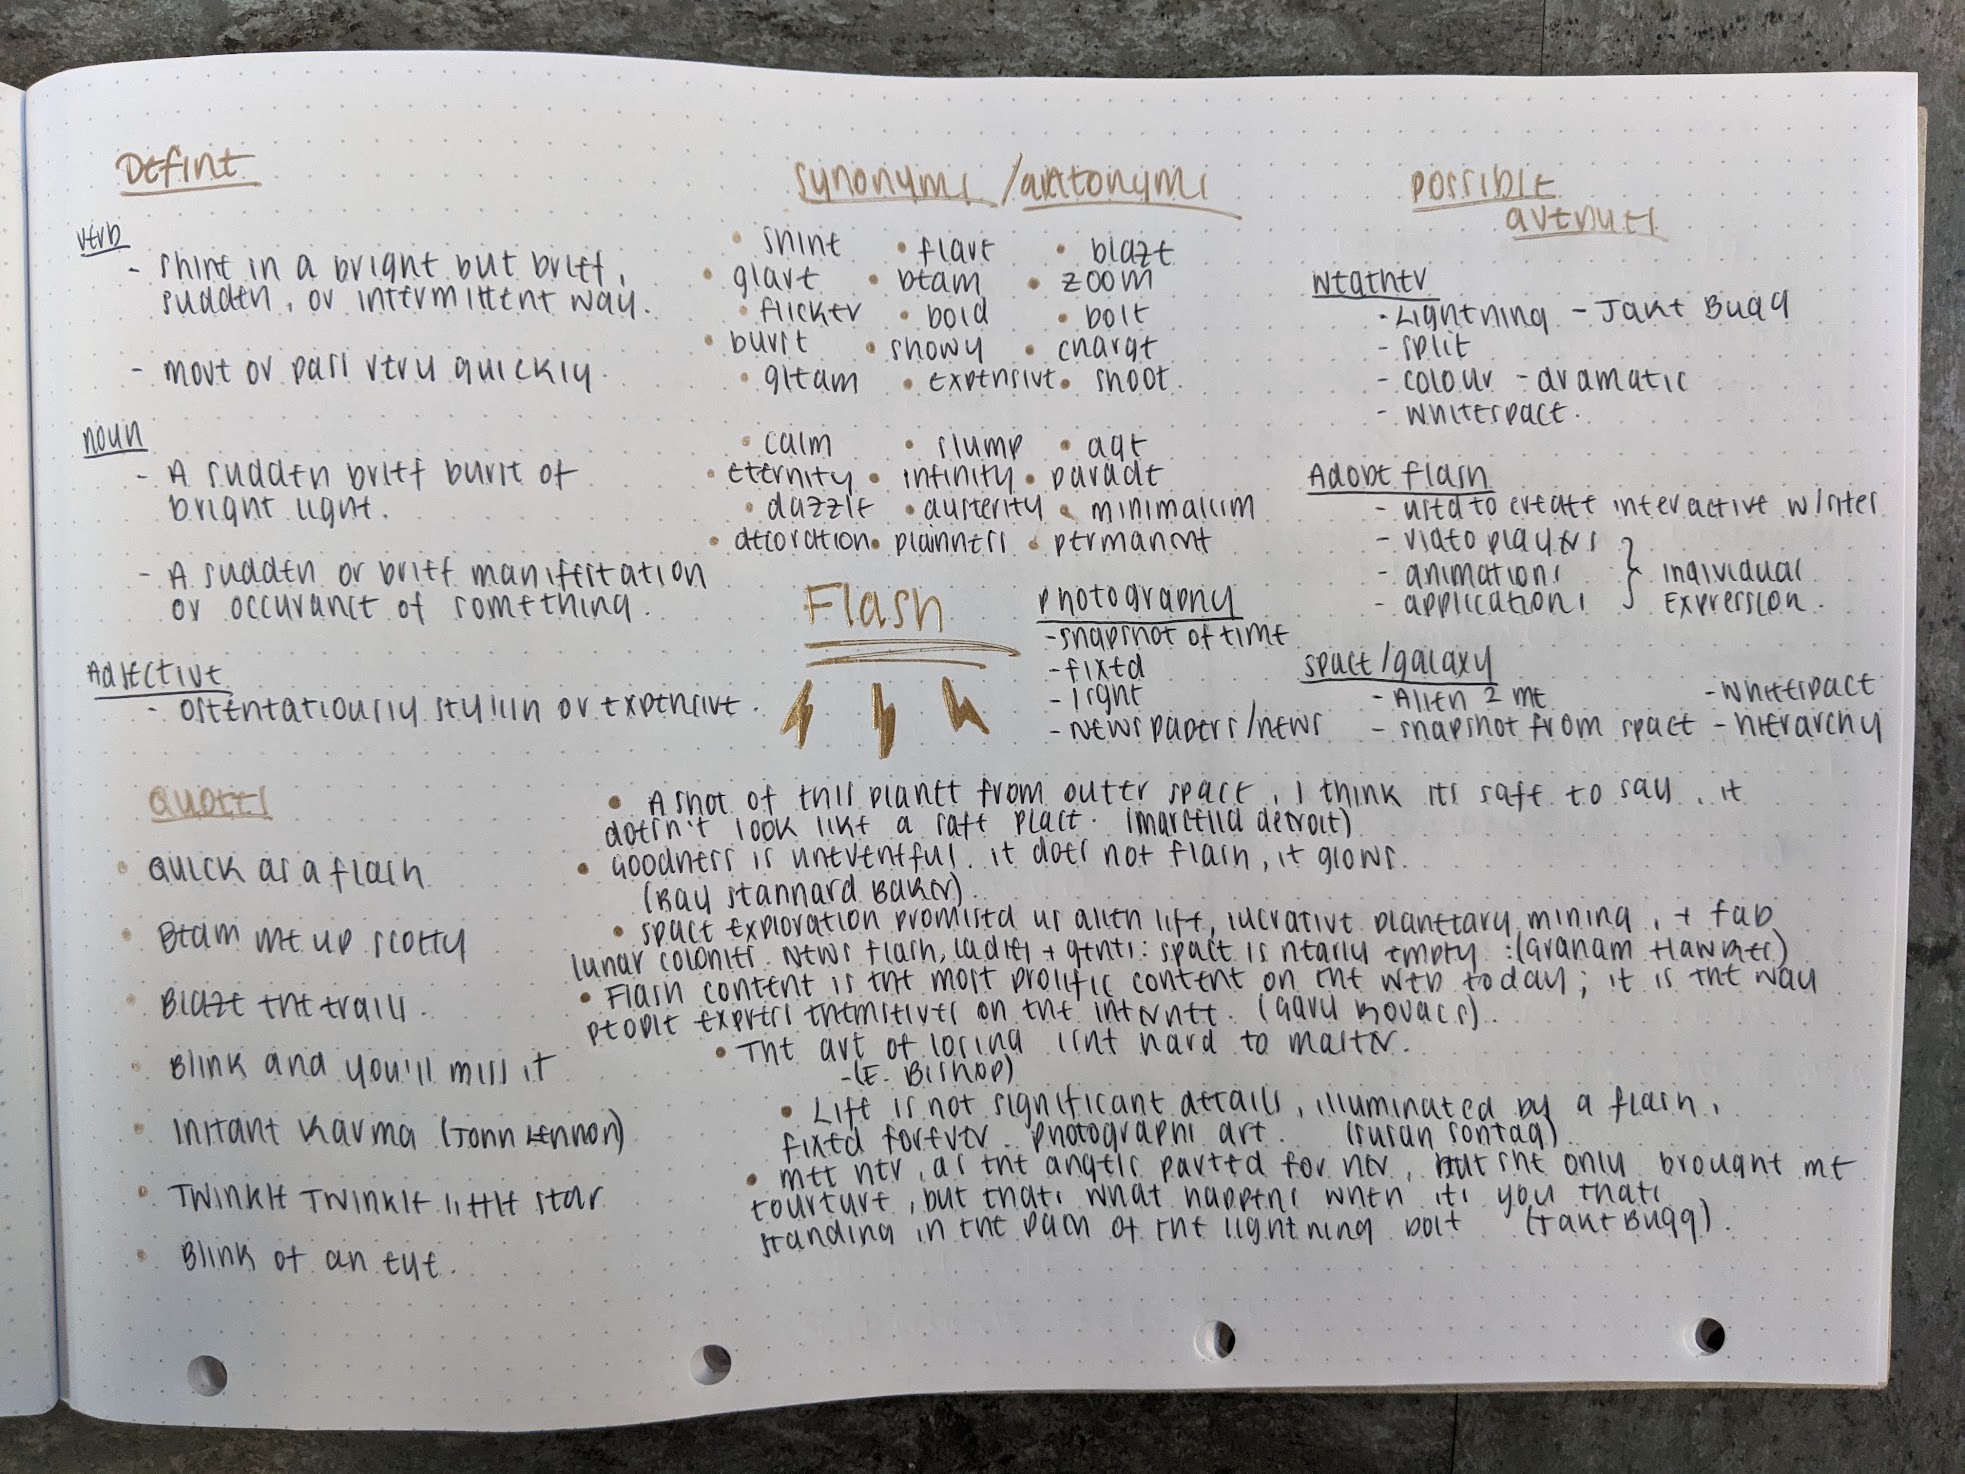 Define
verb
- shine in a bright but brief,
sudden, or intermittent way.
- move or pass very quickly.
noun
- A sudden brief burst of
bright light.
- A sudden or brief manifestation
or occurance of something.
Adjective
- ostentatiously stylish or expensive.
synonyms / antonyms
• shine • flare • blaze
• glare • beam • zoom
• flicker • bold • bolt
• burst • showy • charge
• gleam • expensive • shoot.
• calm • slump • age
• eternity • infinity • parade
• dazzle • austerity • minimalism
• decoration • plainness • permanent
Flash
photography
- snapshot of time
- fixed
- light
- Newspapers/news
possible
avenues
weather
- Lightning - Jake Bugg
- split
- colour - dramatic
- whitespace.
Adobe flash
- used to create interactive w/sites
- video players
- animations
- applications
individual
expression.
space/galaxy
- Alien 2 me
- snapshot from space
- whitespace
- hierarchy
Quotes
• Quick as a flash
• Beam me up scotty
• Blaze the trails.
• Blink and you'll miss it
• Instant Karma (John Lennon)
• Twinkle Twinkle little star
• Blink of an eye.
• A shot of this planet from outer space, I think its safe to say, it
doesn't look like a safe place. (marcella detroit)
• Goodness is uneventful. it does not flash, it glows.
(Ray Stannard Baker).
• space exploration promised us alien life, lucrative planetary mining, + fab
lunar colonies. News flash, ladies + gents: space is nearly empty. :(Graham Hawkes)
• Flash content is the most prolific content on the web today; it is the way
people express themselves on the internet. (Gary Kovacs).
• The art of losing isnt hard to master.
-(E. Bishop)
• Life is not significant details, illuminated by a flash,
fixed forever. photographs are. (susan sontag)
• met her, as the angels parted for her, but she only brought me
tourture, but thats what happens when its you thats
standing in the path of the lightning bolt (Jake Bugg).